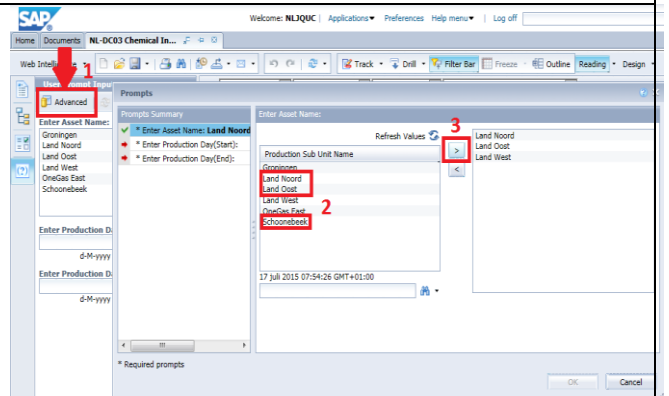 SAP
Welcome: NLJQUC | Applications Preferences Help menu | Log off
Home Documents NL-DC03 Chemical In...
Web Intelligence Track Drill Filter Bar Freeze Outline Reading Design
1
User Prompt Input
Advanced
Enter Asset Name:
Groningen
Land Noord
Land Oost
Land West
OneGas East
Schoonebeek
Enter Production D
d-M-yyyy
Enter Production D
d-M-yyyy
Prompts
Prompts Summary
* Enter Asset Name: Land Noord
* Enter Production Day(Start):
* Enter Production Day(End):
* Required prompts
Enter Asset Name:
Refresh Values
3
Production Sub Unit Name
Groningen
Land Noord
Land Oost
Land West
OneGas East
2
Schoonebeek
>
<
Land Noord
Land Oost
Land West
17 juli 2015 07:54:26 GMT+01:00
OK Cancel